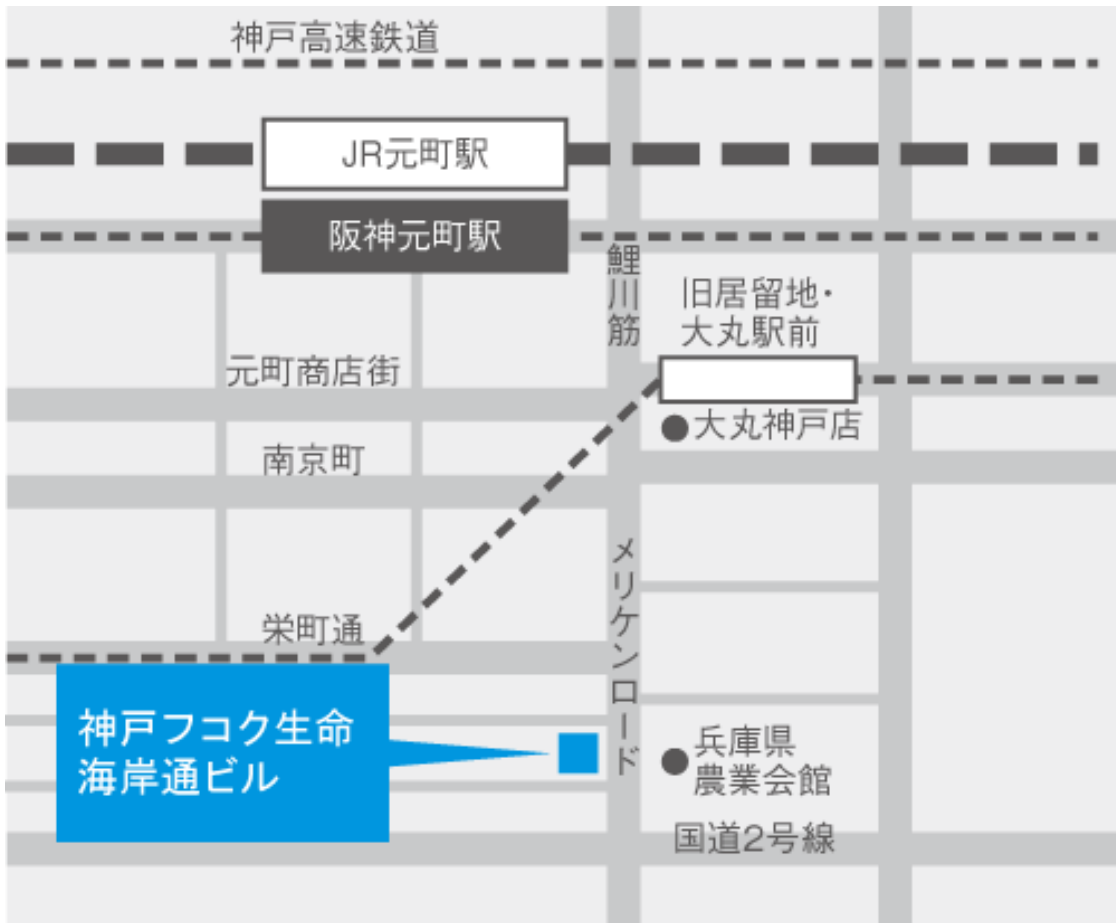 神戸高速鉄道
JR元町駅
阪神元町駅
鯉川筋
旧居留地・
大丸駅前
元町商店街
大丸神戸店
南京町
メリケンロード
栄町通
神戸フコク生命
海岸通ビル
兵庫県
農業会館
国道2号線